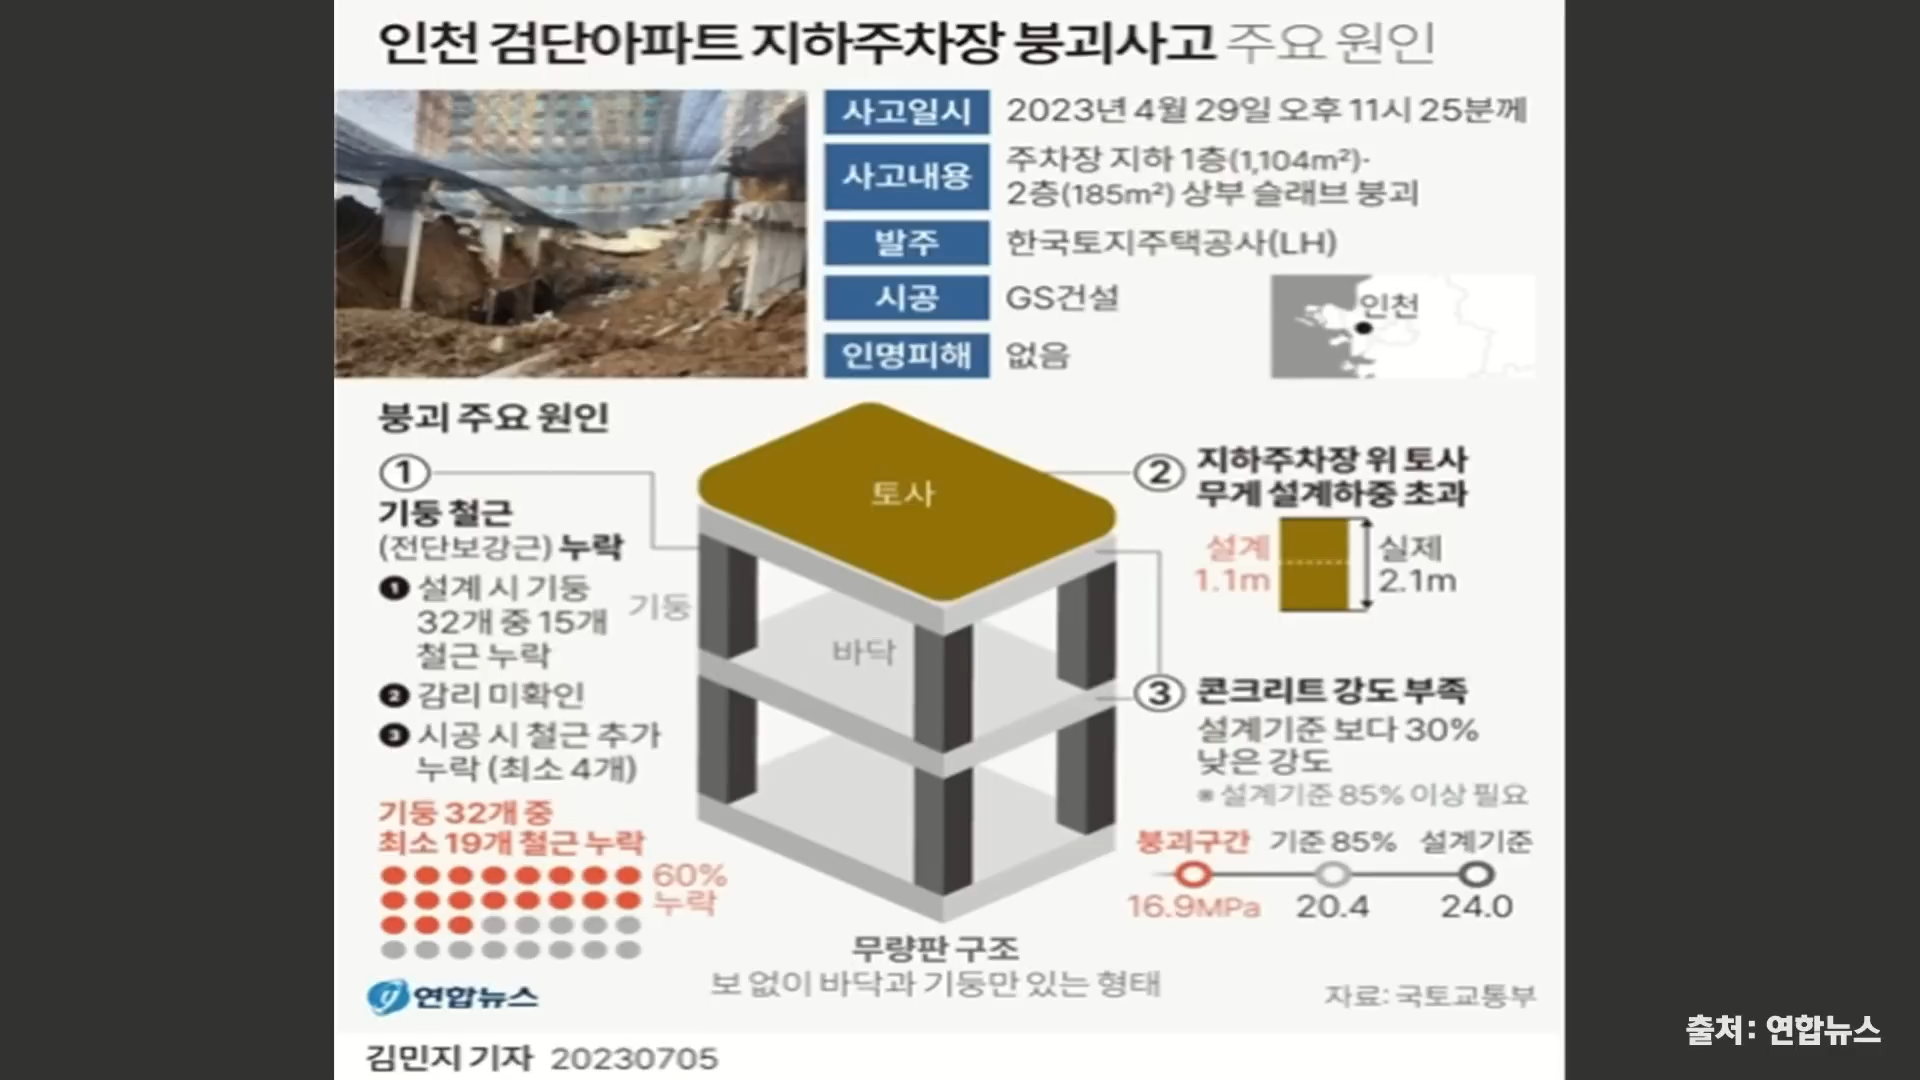 인천 검단아파트 지하주차장 붕괴사고 주요 원인
사고일시 2023년 4월 29일 오후 11시 25분께
사고내용 주차장 지하 1층(1,104m²)·
2층(185m²) 상부 슬래브 붕괴
발주 한국토지주택공사(LH)
시공 GS건설
인명피해 없음
인천
붕괴 주요 원인
1
기둥 철근
(전단보강근) 누락
1 설계 시 기둥
32개 중 15개
철근 누락
2 감리 미확인
3 시공 시 철근 추가
누락 (최소 4개)
기둥 32개 중
최소 19개 철근 누락
60%
누락
토사
기둥
바닥
무량판 구조
보 없이 바닥과 기둥만 있는 형태
2 지하주차장 위 토사
무게 설계하중 초과
설계
1.1m
실제
2.1m
3 콘크리트 강도 부족
설계기준 보다 30%
낮은 강도
※ 설계기준 85% 이상 필요
붕괴구간 기준 85% 설계기준
16.9MPa 20.4 24.0
연합뉴스
자료: 국토교통부
김민지 기자 20230705
출처: 연합뉴스